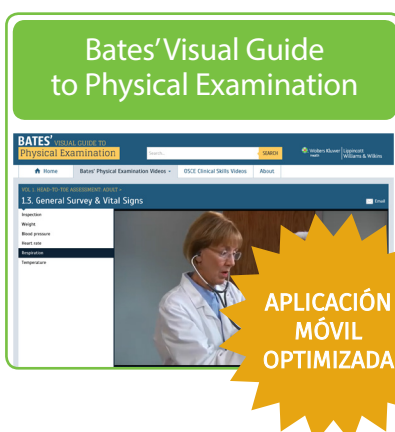 Bates' Visual Guide
to Physical Examination
BATES' VISUAL GUIDE TO
Physical Examination
Search...
SEARCH
Wolters Kluwer Lippincott
Health Williams & Wilkins
Home Bates' Physical Examination Videos OSCE Clinical Skills Videos About
VOL 1. HEAD-TO-TOE ASSESSMENT: ADULT >
1.3. General Survey & Vital Signs
Email
Inspection
Weight
Blood pressure
Heart rate
Respiration
Temperature
APLICACIÓN
MÓVIL
OPTIMIZADA